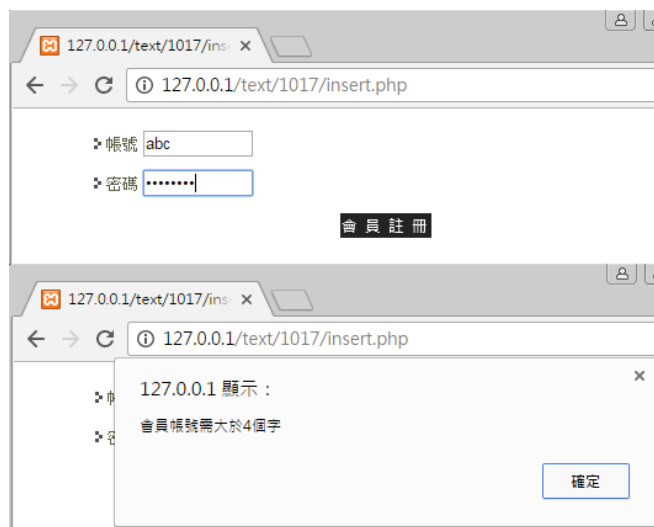 127.0.0.1/text/1017/ins
127.0.0.1/text/1017/insert.php
帳號 abc
密碼 ••••••••
會員註冊
127.0.0.1/text/1017/ins
127.0.0.1/text/1017/insert.php
127.0.0.1 顯示：
會員帳號需大於4個字
確定